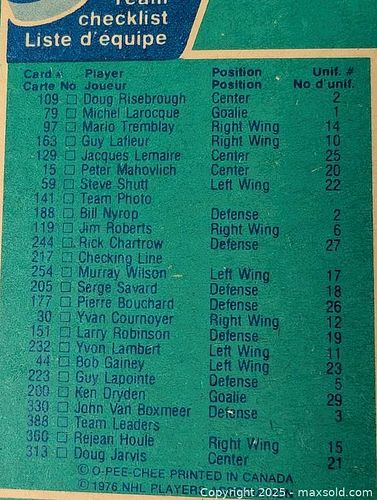 Team
checklist
Liste d'équipe
Card # Player Position Unif. #
Carte No Joueur Position No d'unif.
109 □ Doug Risebrough Center 2
79 □ Michel Larocque Goalie 1
97 □ Mario Tremblay Right Wing 14
163 □ Guy Lafleur Right Wing 10
129 □ Jacques Lemaire Center 25
15 □ Peter Mahovlich Center 20
59 □ Steve Shutt Left Wing 22
141 □ Team Photo
188 □ Bill Nyrop Defense 2
119 □ Jim Roberts Right Wing 6
244 □ Rick Chartrow Defense 27
217 □ Checking Line
254 □ Murray Wilson Left Wing 17
205 □ Serge Savard Defense 18
177 □ Pierre Bouchard Defense 26
30 □ Yvan Cournoyer Right Wing 12
151 □ Larry Robinson Defense 19
232 □ Yvon Lambert Left Wing 11
44 □ Bob Gainey Left Wing 23
223 □ Guy Lapointe Defense 5
200 □ Ken Dryden Goalie 29
330 □ John Van Boxmeer Defense 3
388 □ Team Leaders
360 □ Rejean Houle Right Wing 15
313 □ Doug Jarvis Center 21
© O-PEE-CHEE PRINTED IN CANADA
© 1976 NHL PLAYER
Copyright 2025 - maxsold.com